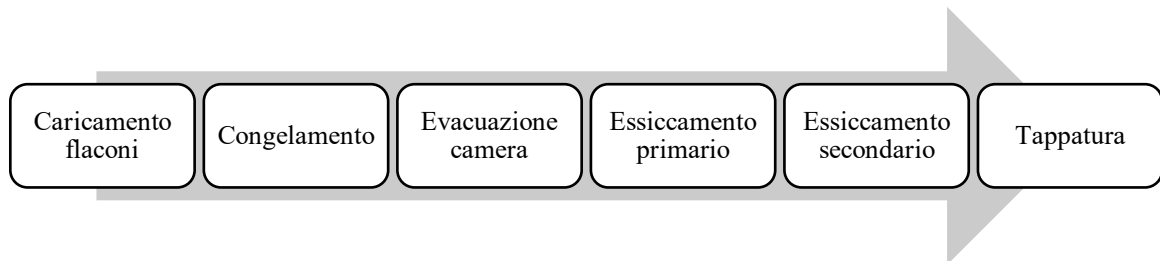 Caricamento
flaconi
Congelamento
Evacuazione
camera
Essiccamento
primario
Essiccamento
secondario
Tappatura